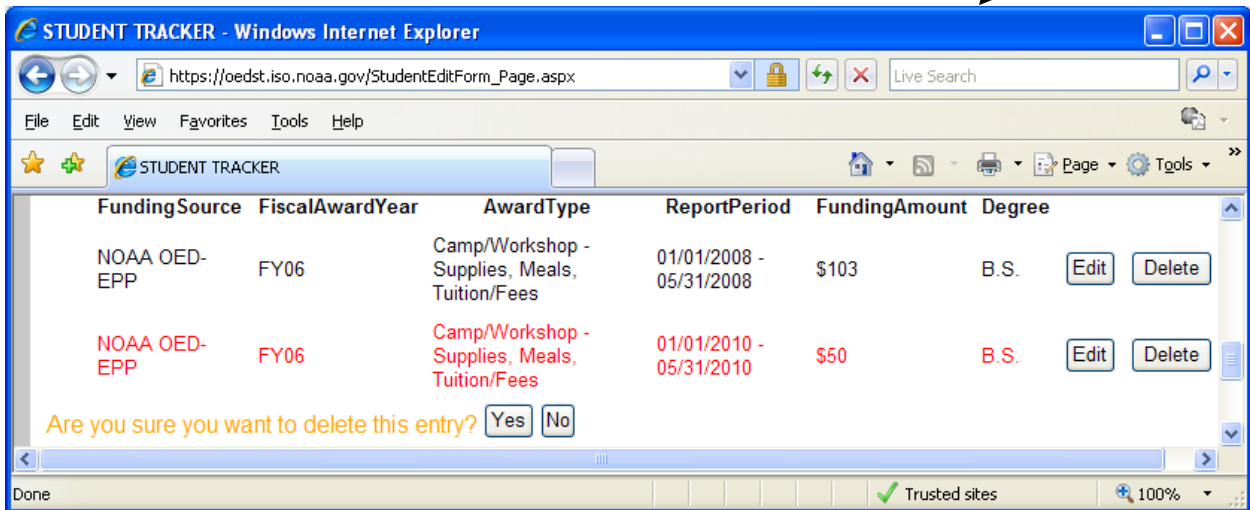 STUDENT TRACKER - Windows Internet Explorer
https://oedst.iso.noaa.gov/StudentEditForm_Page.aspx
Live Search
File Edit View Favorites Tools Help
STUDENT TRACKER
Page Tools
FundingSource FiscalAwardYear AwardType ReportPeriod FundingAmount Degree
NOAA OED-
EPP
FY06
Camp/Workshop -
Supplies, Meals,
Tuition/Fees
01/01/2008 -
05/31/2008
$103
B.S.
Edit
Delete
NOAA OED-
EPP
FY06
Camp/Workshop -
Supplies, Meals,
Tuition/Fees
01/01/2010 -
05/31/2010
$50
B.S.
Edit
Delete
Are you sure you want to delete this entry? Yes No
Done
Trusted sites
100%